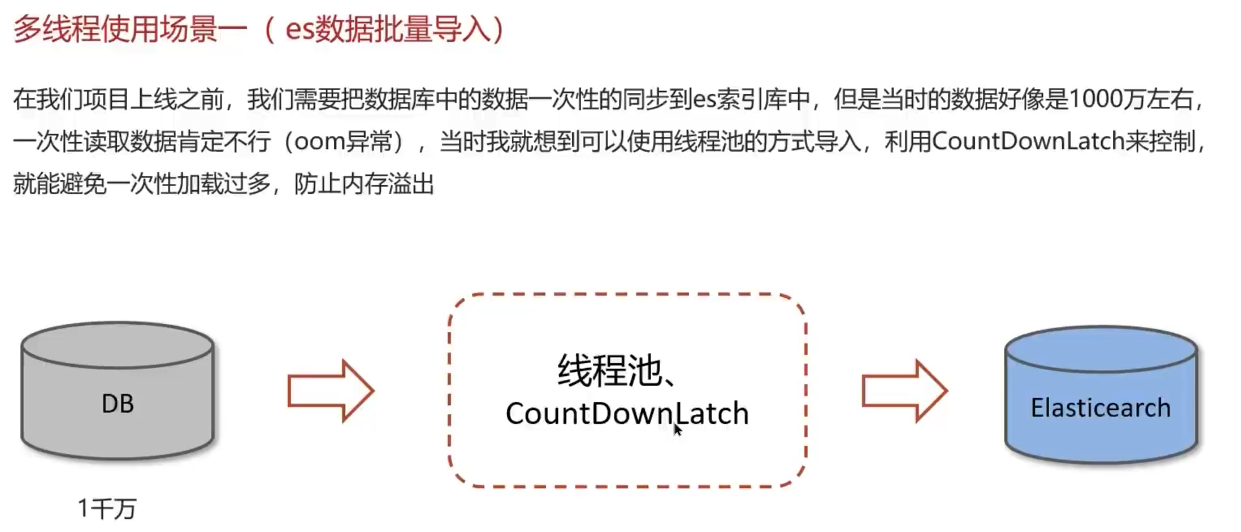 多线程使用场景一（ es数据批量导入）
在我们项目上线之前，我们需要把数据库中的数据一次性的同步到es索引库中，但是当时的数据好像是1000万左右，
一次性读取数据肯定不行（oom异常），当时我就想到可以使用线程池的方式导入，利用CountDownLatch来控制，
就能避免一次性加载过多，防止内存溢出
DB
线程池、
CountDownLatch
Elasticearch
1千万